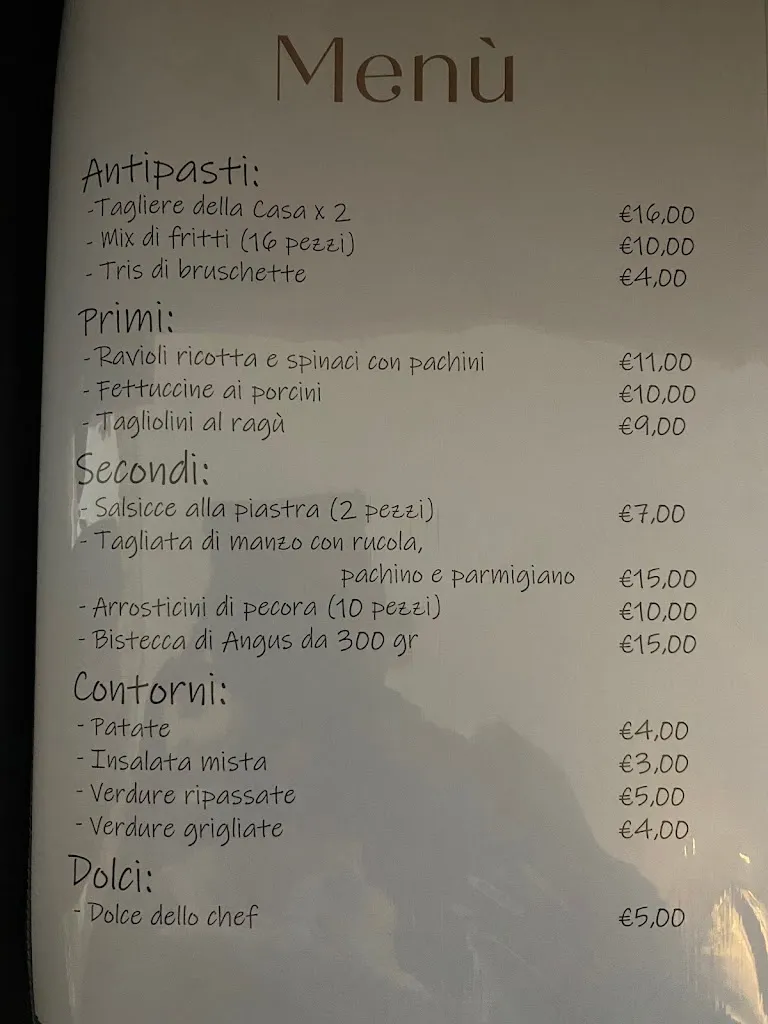 Menù
Antipasti:
-Tagliere della Casa x 2 €16,00
- Mix di fritti (16 pezzi) €10,00
- Tris di bruschette €4,00
Primi:
- Ravioli ricotta e spinaci con pachini €11,00
- Fettuccine ai porcini €10,00
- Tagliolini al ragù €9,00
Secondi:
- Salsicce alla piastra (2 pezzi) €7,00
- Tagliata di manzo con rucola,
pachino e parmigiano €15,00
- Arrosticini di pecora (10 pezzi) €10,00
- Bistecca di Angus da 300 gr €15,00
Contorni:
- Patate €4,00
- Insalata mista €3,00
- Verdure ripassate €5,00
- Verdure grigliate €4,00
Dolci:
- Dolce dello chef €5,00